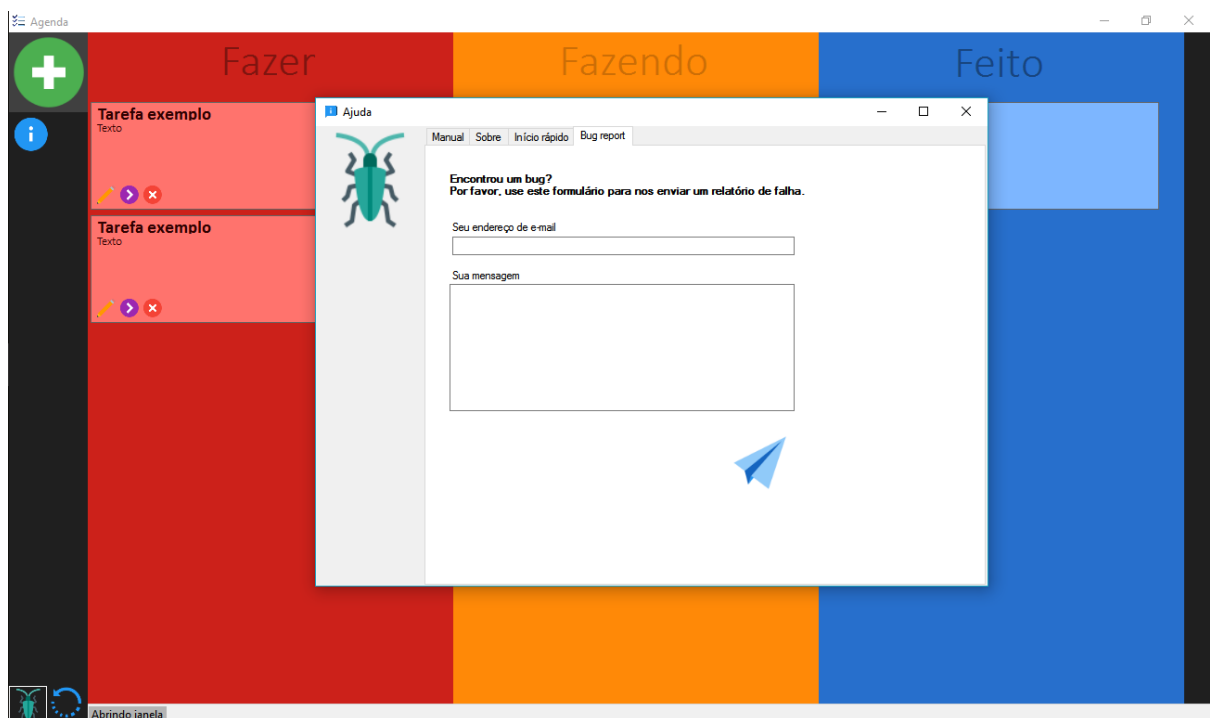 Agenda
Fazer
Fazendo
Feito
Tarefa exemplo
Texto
Tarefa exemplo
Texto
Ajuda
Manual
Sobre
Início rápido
Bug report
Encontrou um bug?
Por favor, use este formulário para nos enviar um relatório de falha.
Seu endereço de e-mail
Sua mensagem
Abrindo janela